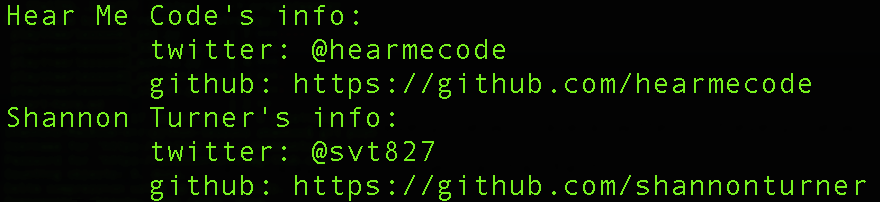 Hear Me Code's info:
twitter: @hearmecode
github: https://github.com/hearmecode
Shannon Turner's info:
twitter: @svt827
github: https://github.com/shannonturner